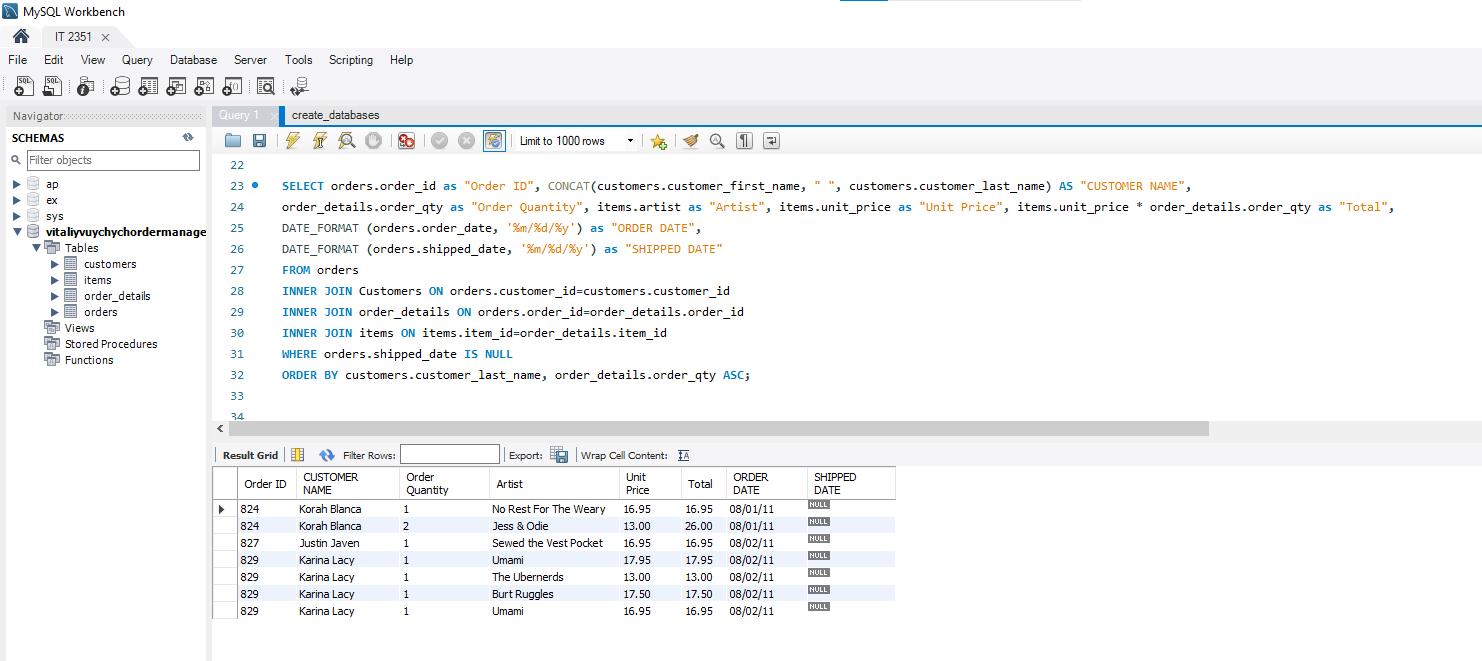 MySQL Workbench
IT 2351
File Edit View Query Database Server Tools Scripting Help
Navigator
SCHEMAS
Filter objects
ap
ex
sys
vitaliyvuychychordermanage
Tables
customers
items
order_details
orders
Views
Stored Procedures
Functions
Query 1 create_databases
Limit to 1000 rows
22
23 SELECT orders.order_id as "Order ID", CONCAT(customers.customer_first_name, " ", customers.customer_last_name) AS "CUSTOMER NAME",
24 order_details.order_qty as "Order Quantity", items.artist as "Artist", items.unit_price as "Unit Price", items.unit_price * order_details.order_qty as "Total",
25 DATE_FORMAT (orders.order_date, '%m/%d/%y') as "ORDER DATE",
26 DATE_FORMAT (orders.shipped_date, '%m/%d/%y') as "SHIPPED DATE"
27 FROM orders
28 INNER JOIN Customers ON orders.customer_id=customers.customer_id
29 INNER JOIN order_details ON orders.order_id=order_details.order_id
30 INNER JOIN items ON items.item_id=order_details.item_id
31 WHERE orders.shipped_date IS NULL
32 ORDER BY customers.customer_last_name, order_details.order_qty ASC;
33
34
Result Grid Filter Rows: Export: Wrap Cell Content:
Order ID CUSTOMER NAME Order Quantity Artist Unit Price Total ORDER DATE SHIPPED DATE
824 Korah Blanca 1 No Rest For The Weary 16.95 16.95 08/01/11 NULL
824 Korah Blanca 2 Jess & Odie 13.00 26.00 08/01/11 NULL
827 Justin Javen 1 Sewed the Vest Pocket 16.95 16.95 08/02/11 NULL
829 Karina Lacy 1 Umami 17.95 17.95 08/02/11 NULL
829 Karina Lacy 1 The Ubernerds 13.00 13.00 08/02/11 NULL
829 Karina Lacy 1 Burt Ruggles 17.50 17.50 08/02/11 NULL
829 Karina Lacy 1 Umami 16.95 16.95 08/02/11 NULL